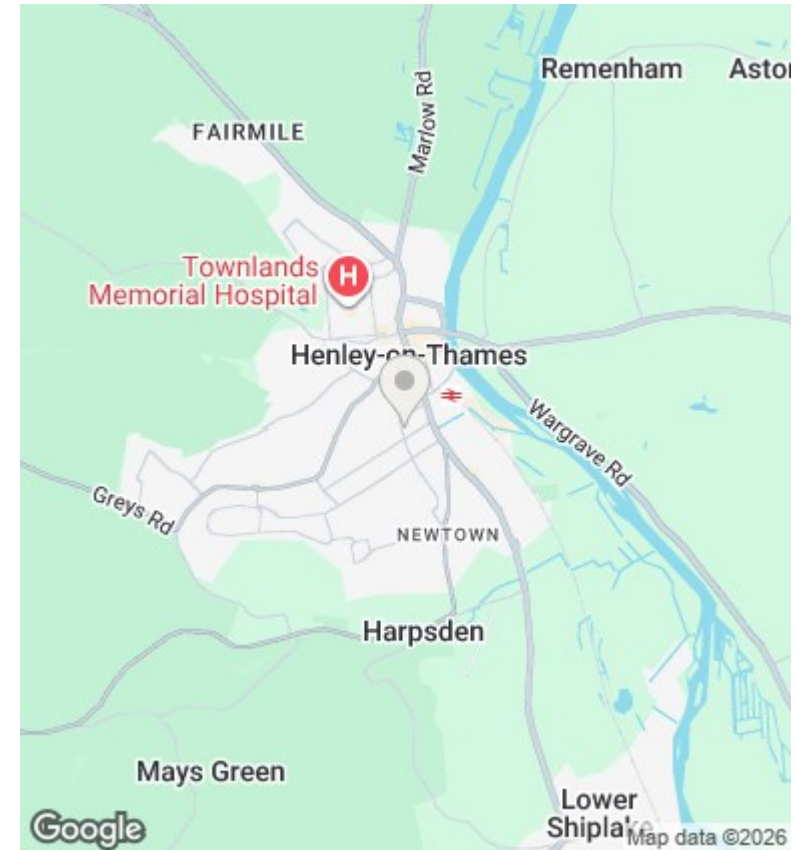 Remenham
Aston
FAIRMILE
Marlow Rd
Townlands
Memorial Hospital
H
Henley-on-Thames
Wargrave Rd
Greys Rd
NEWTOWN
Harpsden
Mays Green
Lower
Shiplake
Google
Map data ©2026